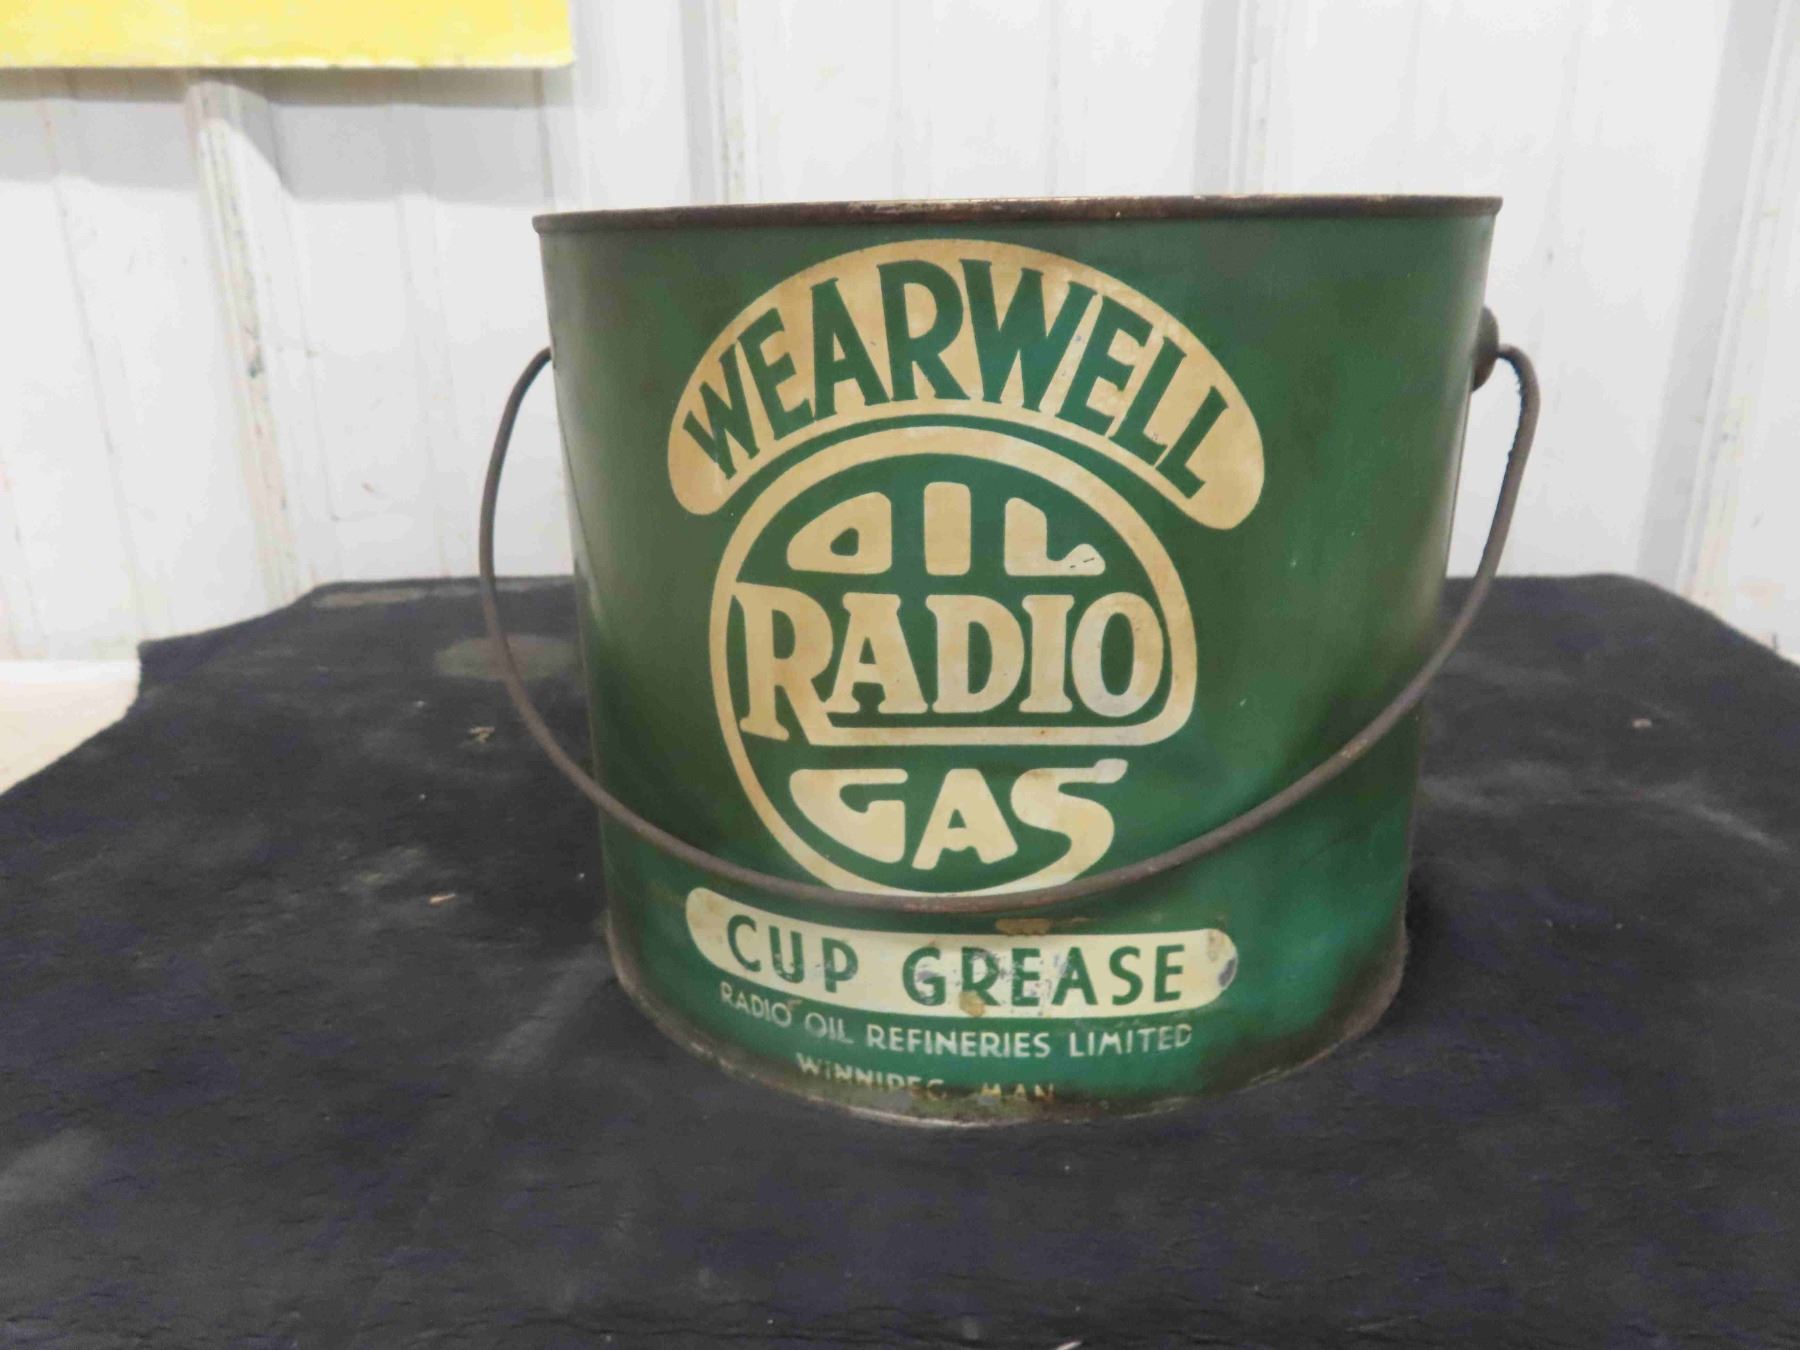 WEARWELL
OIL
RADIO
GAS
CUP GREASE
RADIO OIL REFINERIES LIMITED
WINNIPEG MAN